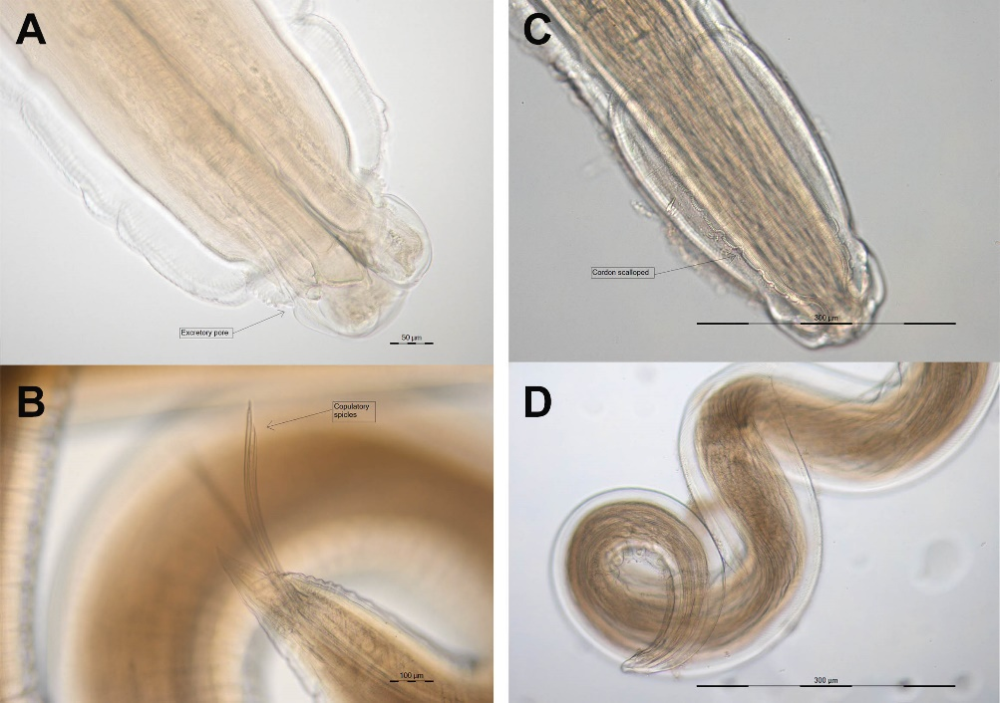 A
Excretory pore
50 µm
B
Copulatory
spicles
100 µm
C
Cordon scalloped
300 µm
D
300 µm